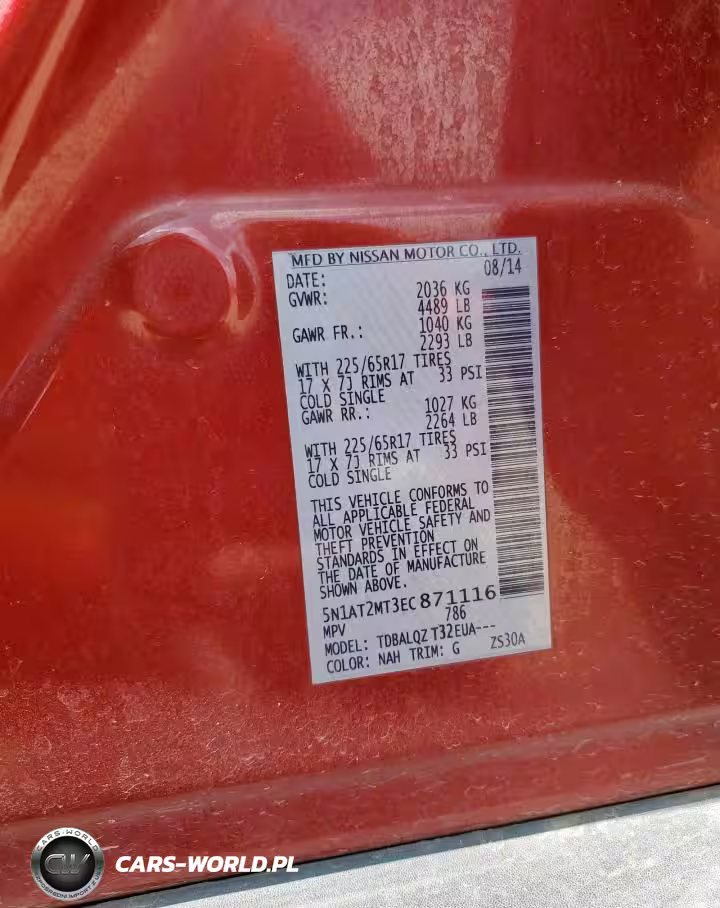 MFD BY NISSAN MOTOR CO., LTD.
DATE: 08/14
GVWR: 2036 KG
4489 LB
GAWR FR.: 1040 KG
2293 LB
WITH 225/65R17 TIRES
17 X 7J RIMS AT 33 PSI
COLD SINGLE
GAWR RR.: 1027 KG
2264 LB
WITH 225/65R17 TIRES
17 X 7J RIMS AT 33 PSI
COLD SINGLE
THIS VEHICLE CONFORMS TO
ALL APPLICABLE FEDERAL
MOTOR VEHICLE SAFETY AND
THEFT PREVENTION
STANDARDS IN EFFECT ON
THE DATE OF MANUFACTURE
SHOWN ABOVE.
5N1AT2MT3EC871116
MPV 786
MODEL: TDBALQZ T32EUA---
COLOR: NAH TRIM: G ZS30A
CARS-WORLD
CW
CARS-WORLD.PL